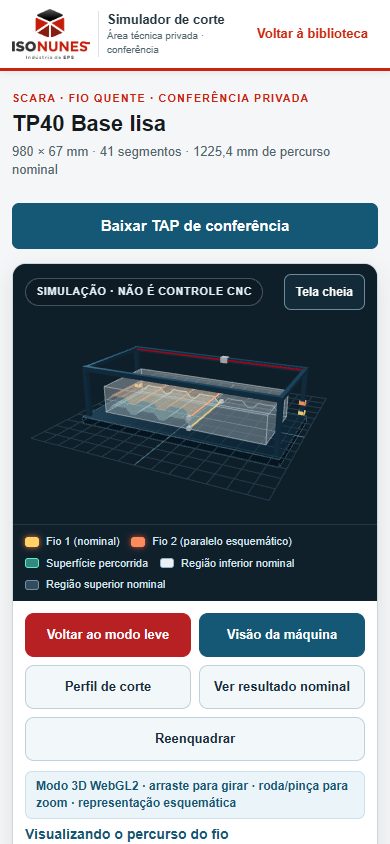 ISONUNES
Indústria de EPS
Simulador de corte
Área técnica privada ·
conferência
Voltar à biblioteca
SCARA · FIO QUENTE · CONFERÊNCIA PRIVADA
TP40 Base lisa
980 × 67 mm · 41 segmentos · 1225,4 mm de percurso
nominal
Baixar TAP de conferência
SIMULAÇÃO · NÃO É CONTROLE CNC
Tela cheia
Fio 1 (nominal)
Fio 2 (paralelo esquemático)
Superfície percorrida
Região inferior nominal
Região superior nominal
Voltar ao modo leve
Visão da máquina
Perfil de corte
Ver resultado nominal
Reenquadrar
Modo 3D WebGL2 · arraste para girar · roda/pinça para
zoom · representação esquemática
Visualizando o percurso do fio